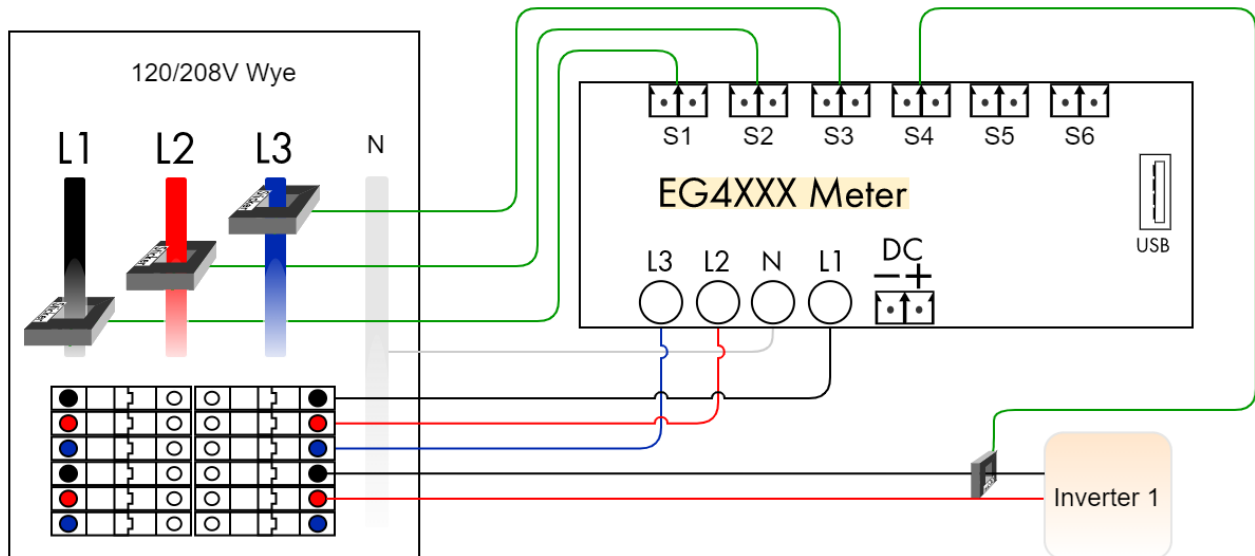 120/208V Wye
L1 L2 L3 N
S1 S2 S3 S4 S5 S6
EG4XXX Meter
USB
L3 L2 N L1 DC
− +
Inverter 1